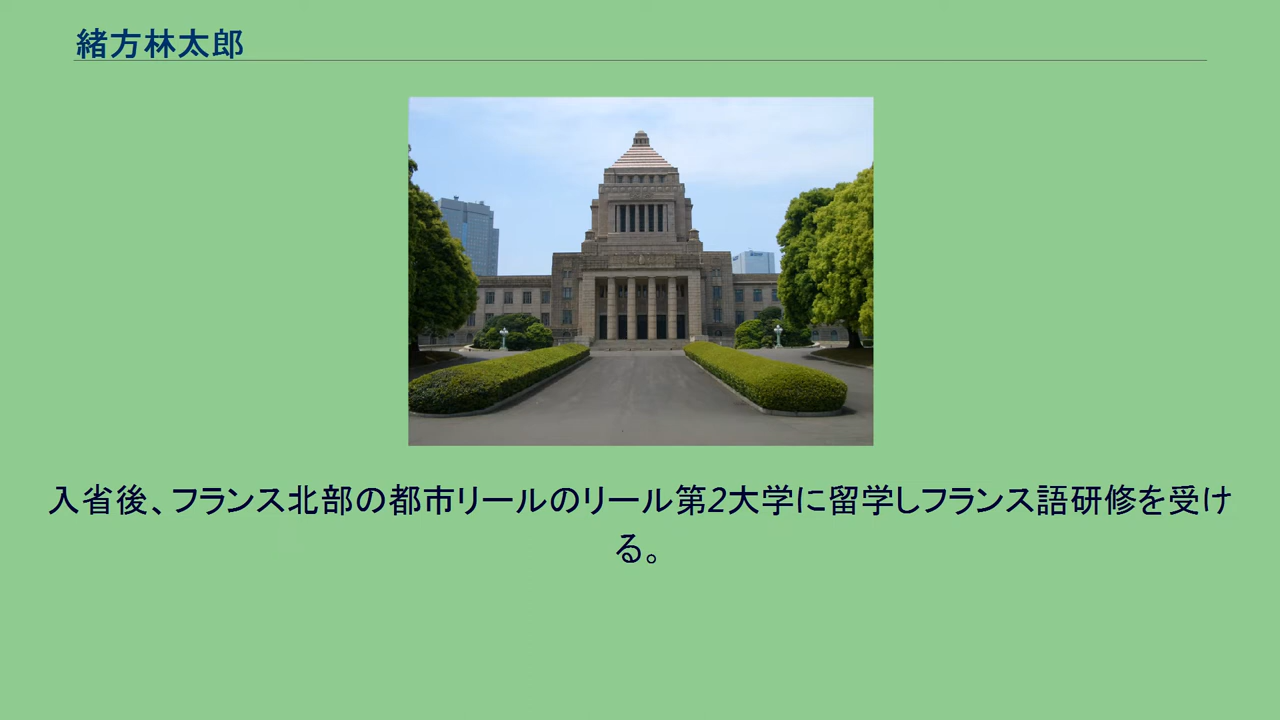 緒方林太郎
入省後、フランス北部の都市リールのリール第2大学に留学しフランス語研修を受け
る。